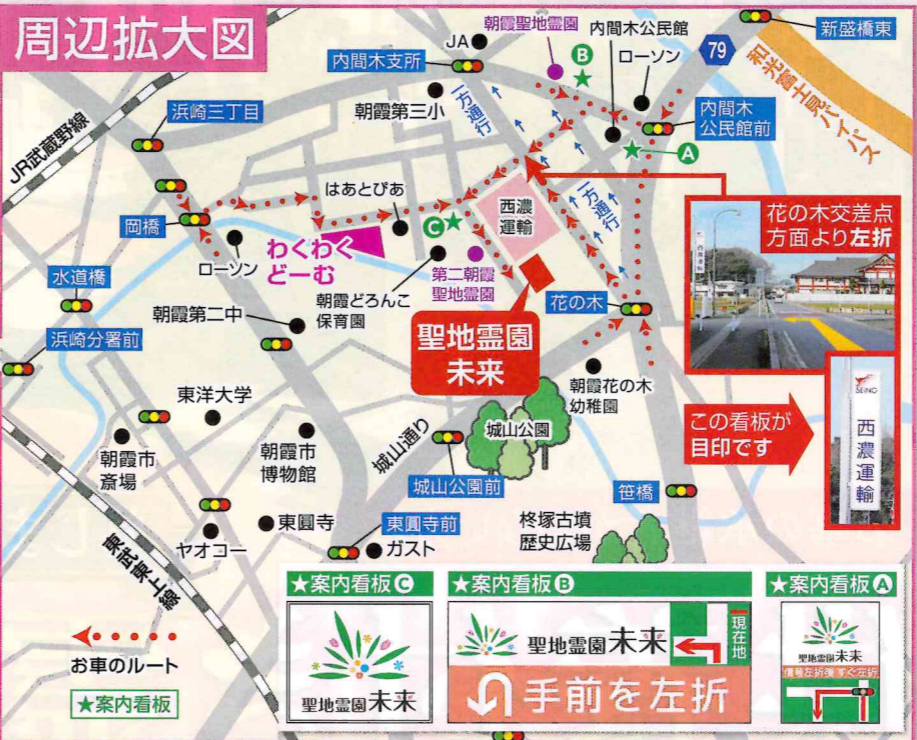 周辺拡大図
JA
朝霞聖地霊園
内間木公民館
新盛橋東
内間木支所
B
ローソン
79
和光富士見バイパス
JR武蔵野線
浜崎三丁目
朝霞第三小
一方通行
内間木
公民館前
A
はあとぴあ
西濃
運輸
一方通行
花の木交差点
方面より左折
西濃運輸
岡橋
C
ローソン
わくわく
どーむ
第二朝霞
聖地霊園
水道橋
朝霞どろんこ
保育園
花の木
朝霞第二中
聖地霊園
未来
浜崎分署前
朝霞花の木
幼稚園
SEINO
西濃運輸
この看板が
目印です
東洋大学
城山公園
朝霞市
斎場
朝霞市
博物館
城山通り
城山公園前
笹橋
ヤオコー
東圓寺
東圓寺前
ガスト
柊塚古墳
歴史広場
東武東上線
お車のルート
★案内看板
★案内看板C
聖地霊園未来
★案内看板B
聖地霊園未来
現在地
手前を左折
★案内看板A
聖地霊園未来
信号左折後すぐ左折